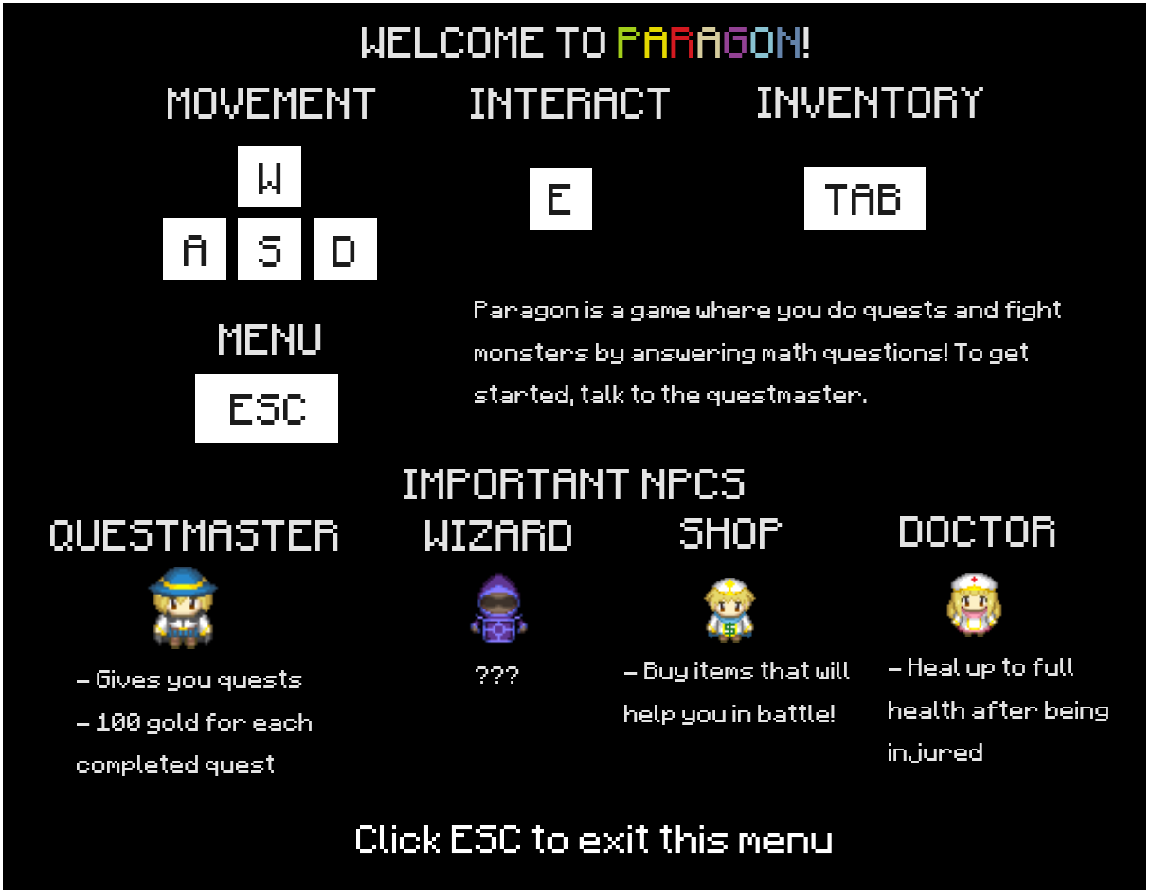 WELCOME TO PARAGON!
MOVEMENT
INTERACT
INVENTORY
W
A S D
E
TAB
MENU
ESC
Paragon is a game where you do quests and fight
monsters by answering math questions! To get
started, talk to the questmaster.
IMPORTANT NPCS
QUESTMASTER
- Gives you quests
- 100 gold for each
completed quest
WIZARD
???
SHOP
$
- Buy items that will
help you in battle!
DOCTOR
- Heal up to full
health after being
injured
Click ESC to exit this menu